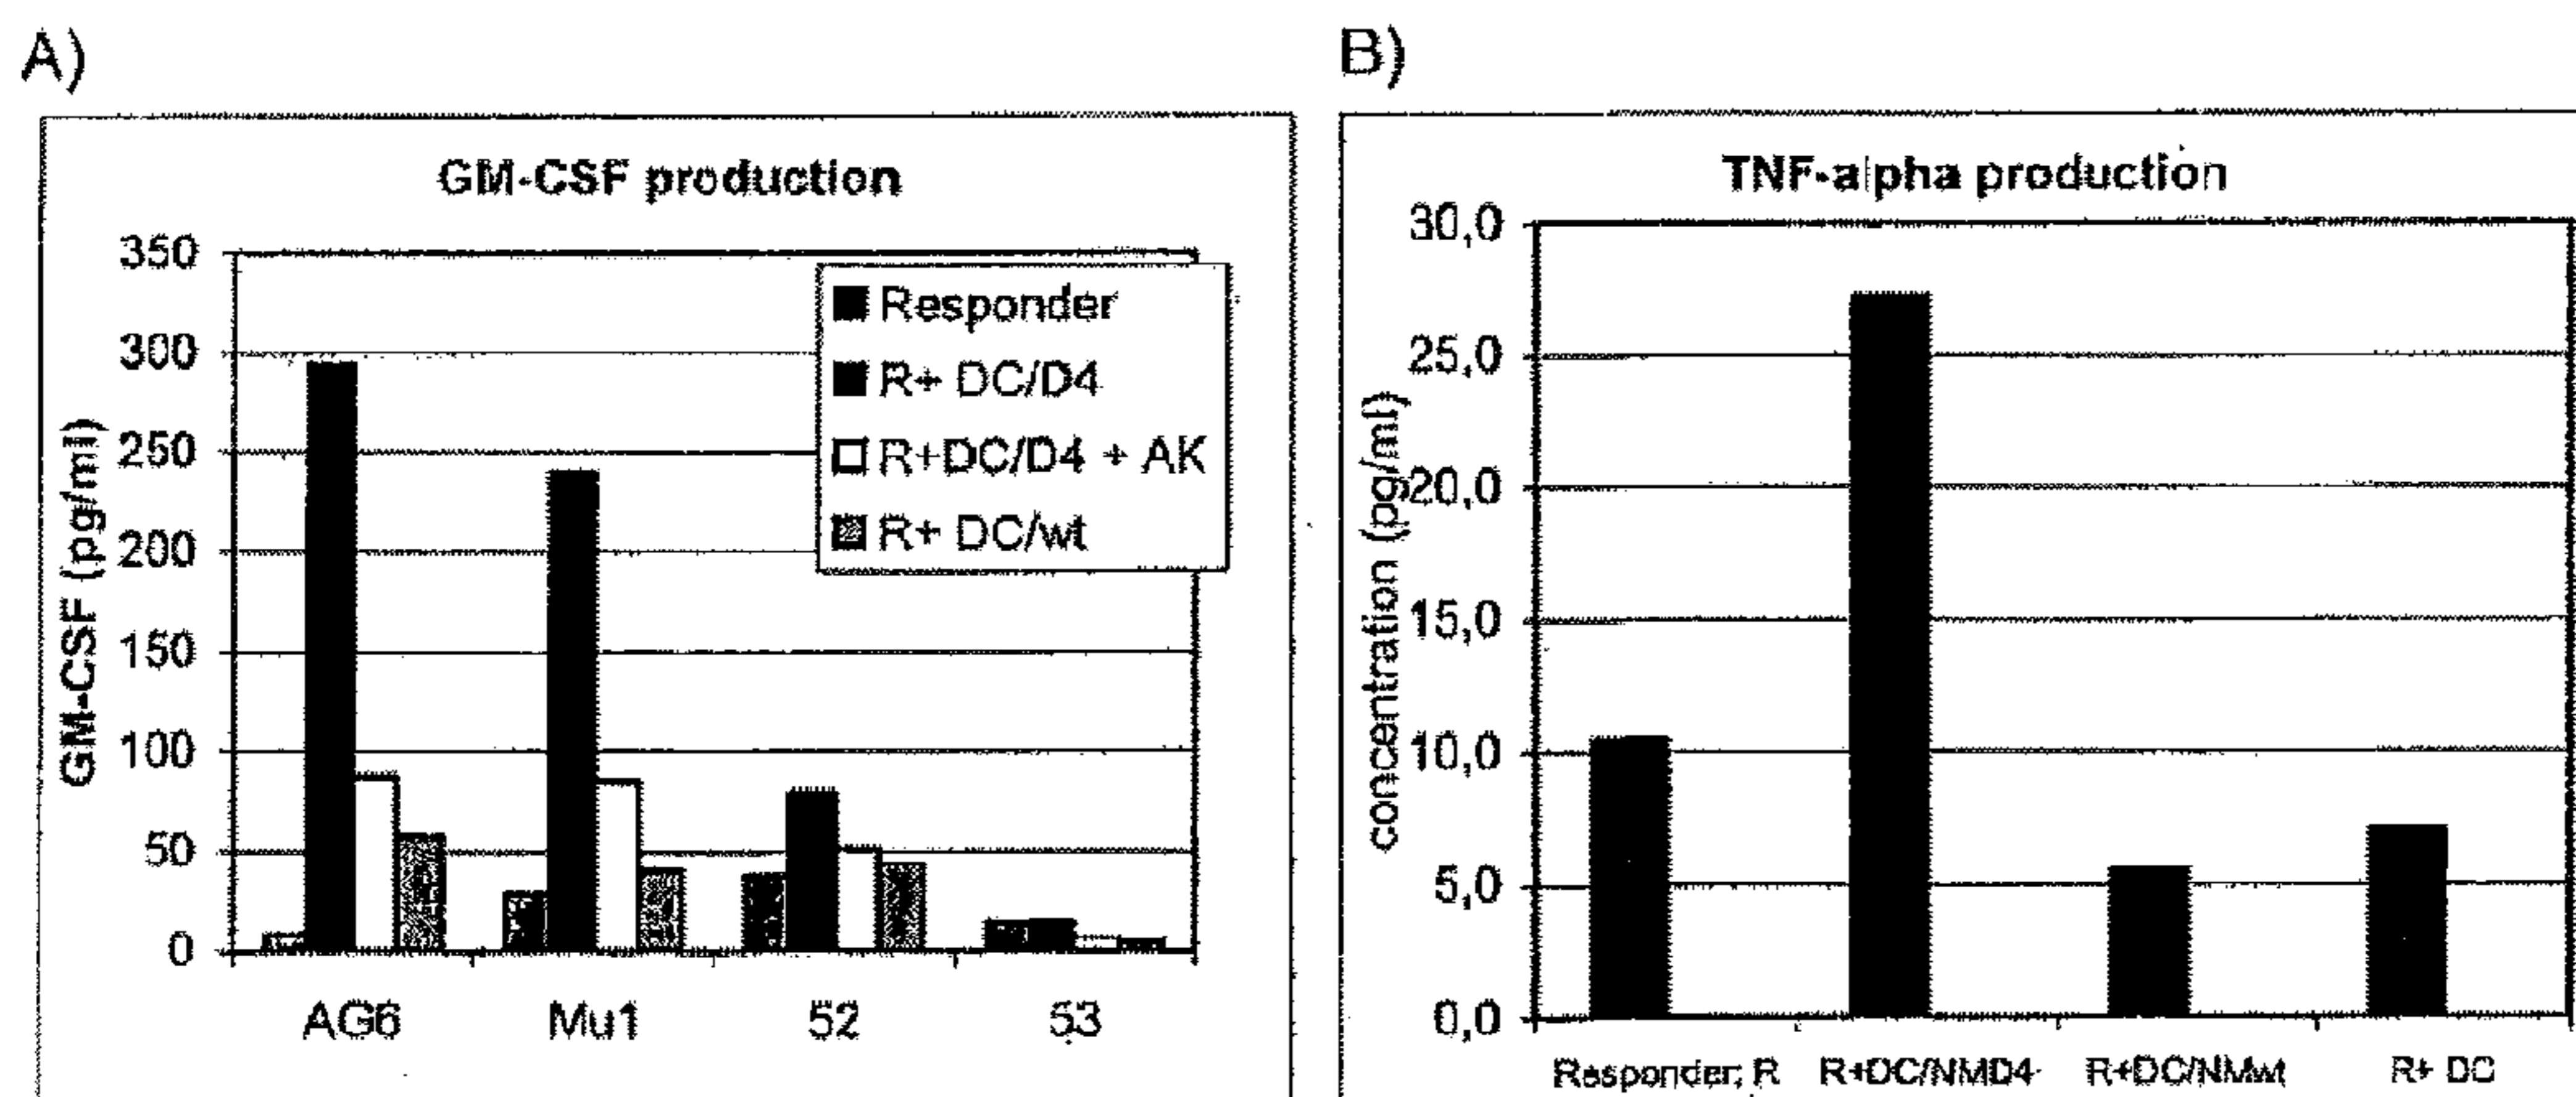 A)
B)
GM-CSF production
350
300
250
200
150
100
50
0
GM-CSF (pg/ml)
Responder
R+ DC/D4
R+DC/D4 + AK
R+ DC/wt
AG6 Mu1 52 53
TNF-alpha production
30,0
25,0
20,0
15,0
10,0
5,0
0,0
concentration (pg/ml)
Responder; R R+DC/NMD4 R+DC/NMwt R+ DC